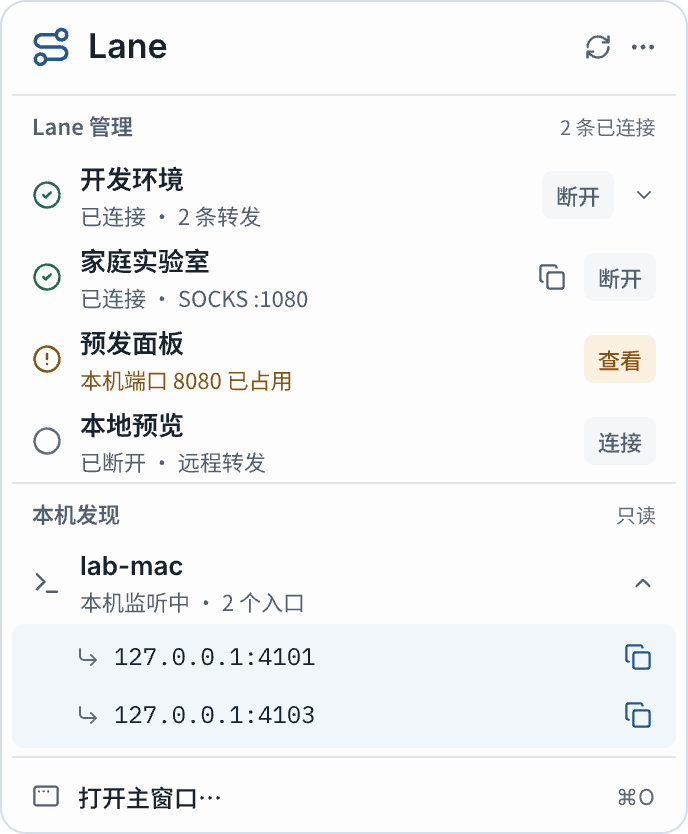 Lane
Lane 管理
2 条已连接
开发环境
已连接 • 2 条转发
断开
家庭实验室
已连接 • SOCKS :1080
断开
预发面板
本机端口 8080 已占用
查看
本地预览
已断开 • 远程转发
连接
本机发现
只读
lab-mac
本机监听中 • 2 个入口
127.0.0.1:4101
127.0.0.1:4103
打开主窗口…
⌘O